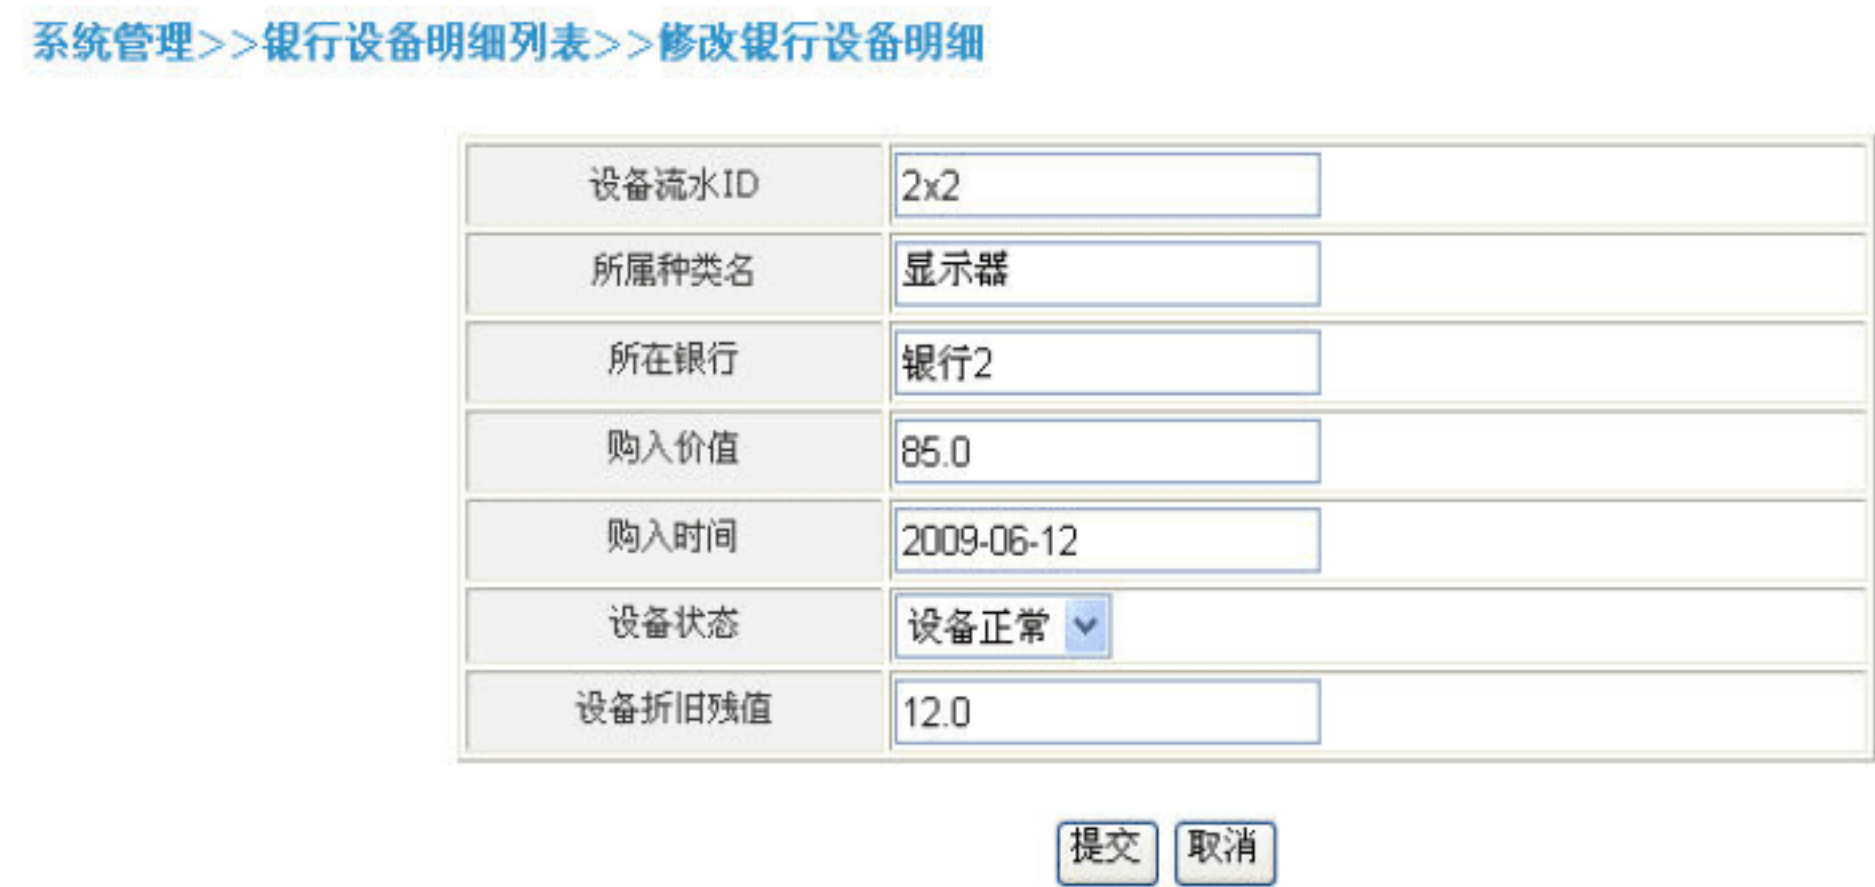 系统管理>>银行设备明细列表>>修改银行设备明细
设备流水ID 2x2
所属种类名 显示器
所在银行 银行2
购入价值 85.0
购入时间 2009-06-12
设备状态 设备正常
设备折旧残值 12.0
提交 取消